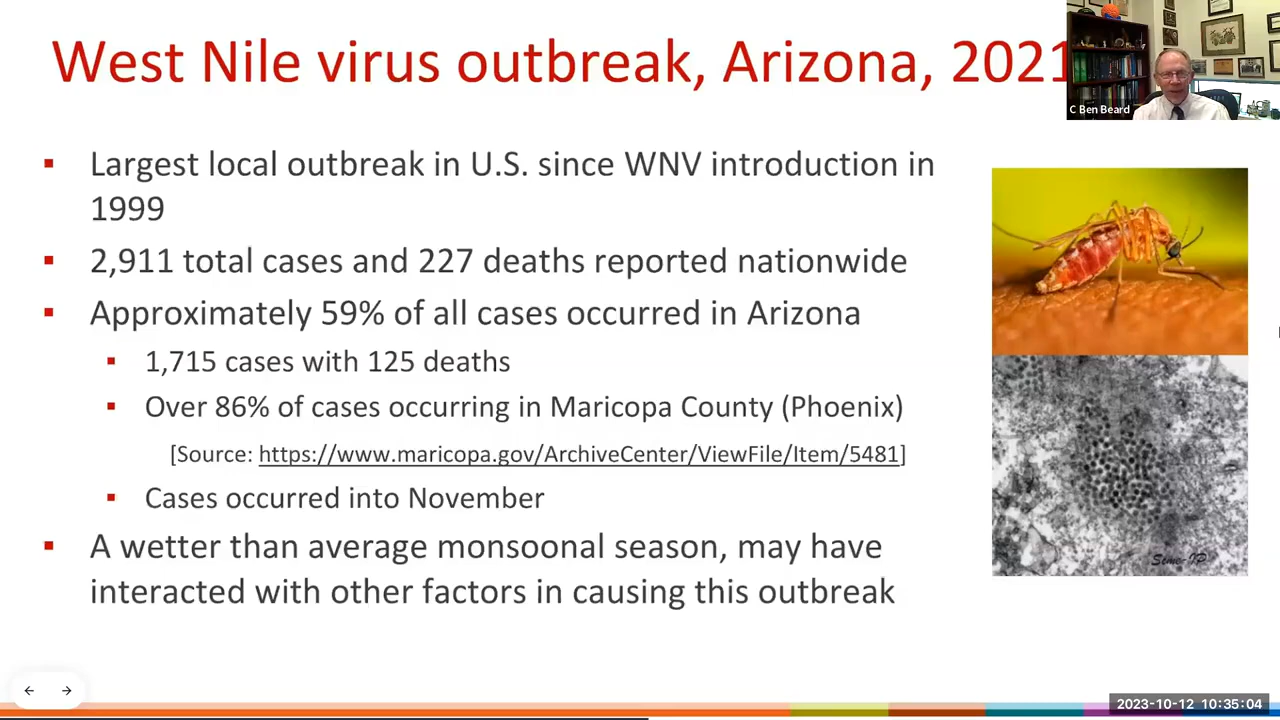 West Nile virus outbreak, Arizona, 2021
C Ben Beard
▪ Largest local outbreak in U.S. since WNV introduction in
1999
▪ 2,911 total cases and 227 deaths reported nationwide
▪ Approximately 59% of all cases occurred in Arizona
▪ 1,715 cases with 125 deaths
▪ Over 86% of cases occurring in Maricopa County (Phoenix)
[Source: https://www.maricopa.gov/ArchiveCenter/ViewFile/Item/5481]
▪ Cases occurred into November
▪ A wetter than average monsoonal season, may have
interacted with other factors in causing this outbreak
2023-10-12 10:35:04